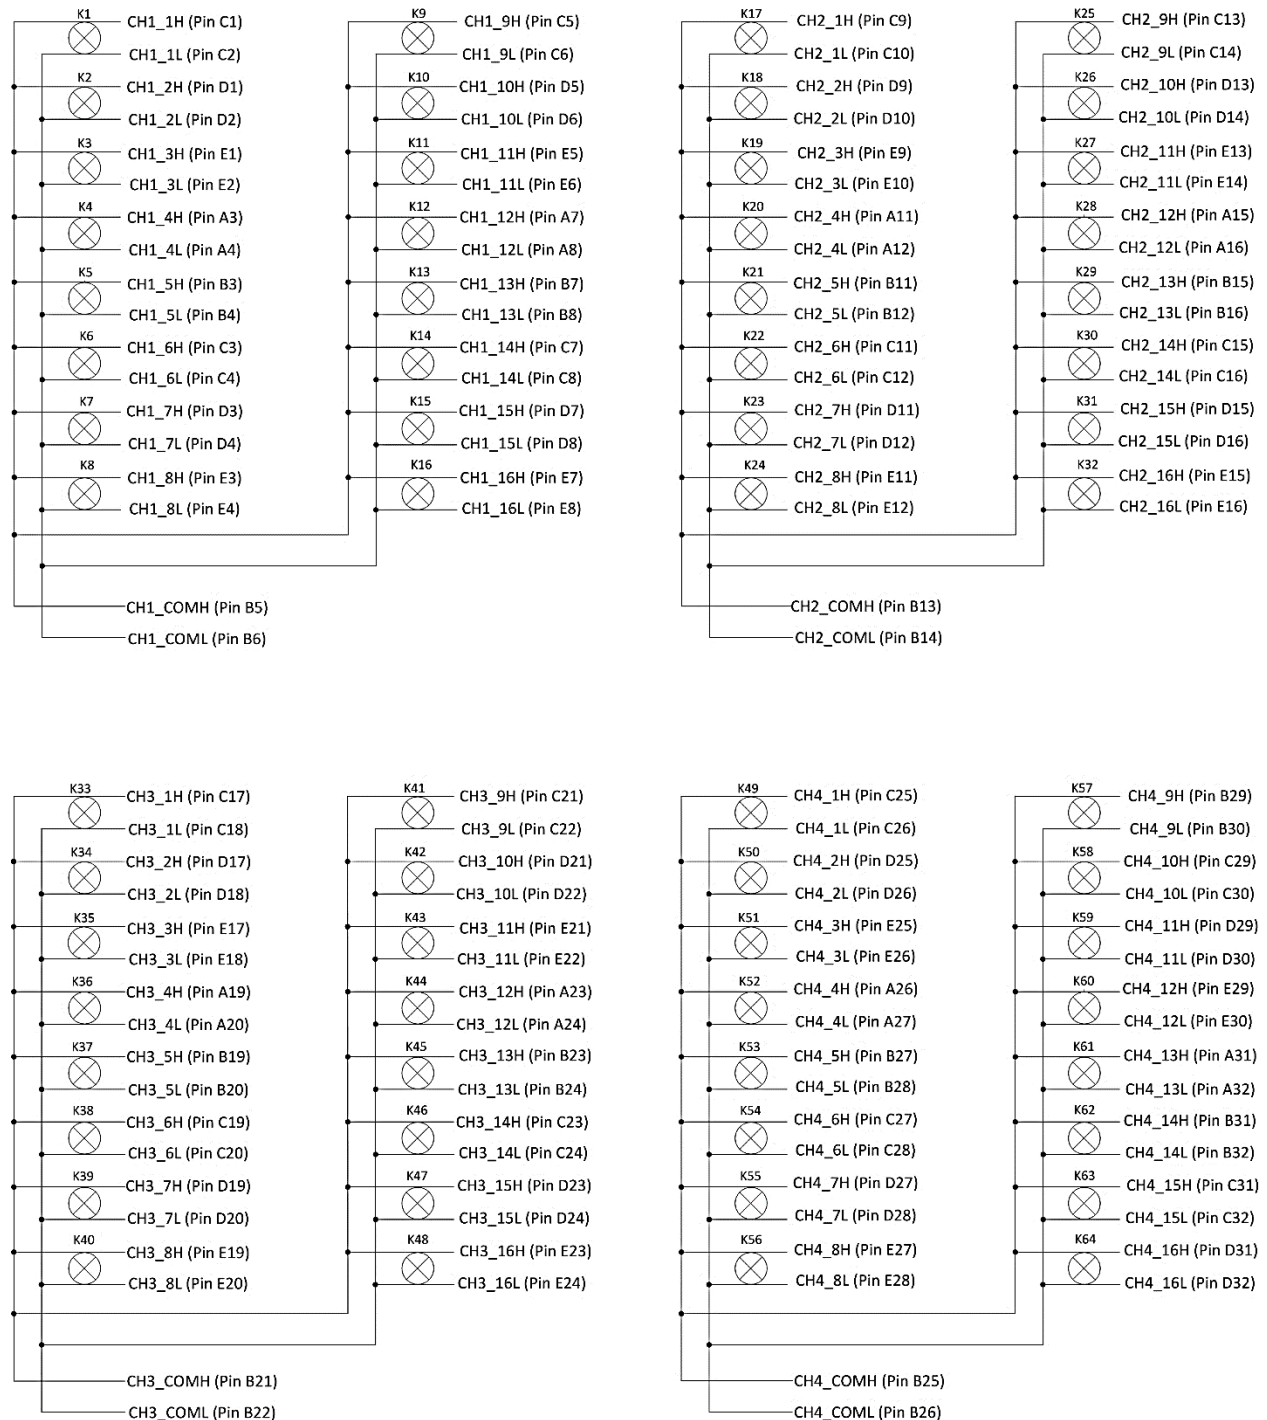 K1
CH1_1H (Pin C1)
CH1_1L (Pin C2)
K2
CH1_2H (Pin D1)
CH1_2L (Pin D2)
K3
CH1_3H (Pin E1)
CH1_3L (Pin E2)
K4
CH1_4H (Pin A3)
CH1_4L (Pin A4)
K5
CH1_5H (Pin B3)
CH1_5L (Pin B4)
K6
CH1_6H (Pin C3)
CH1_6L (Pin C4)
K7
CH1_7H (Pin D3)
CH1_7L (Pin D4)
K8
CH1_8H (Pin E3)
CH1_8L (Pin E4)
K9
CH1_9H (Pin C5)
CH1_9L (Pin C6)
K10
CH1_10H (Pin D5)
CH1_10L (Pin D6)
K11
CH1_11H (Pin E5)
CH1_11L (Pin E6)
K12
CH1_12H (Pin A7)
CH1_12L (Pin A8)
K13
CH1_13H (Pin B7)
CH1_13L (Pin B8)
K14
CH1_14H (Pin C7)
CH1_14L (Pin C8)
K15
CH1_15H (Pin D7)
CH1_15L (Pin D8)
K16
CH1_16H (Pin E7)
CH1_16L (Pin E8)
CH1_COMH (Pin B5)
CH1_COML (Pin B6)
K17
CH2_1H (Pin C9)
CH2_1L (Pin C10)
K18
CH2_2H (Pin D9)
CH2_2L (Pin D10)
K19
CH2_3H (Pin E9)
CH2_3L (Pin E10)
K20
CH2_4H (Pin A11)
CH2_4L (Pin A12)
K21
CH2_5H (Pin B11)
CH2_5L (Pin B12)
K22
CH2_6H (Pin C11)
CH2_6L (Pin C12)
K23
CH2_7H (Pin D11)
CH2_7L (Pin D12)
K24
CH2_8H (Pin E11)
CH2_8L (Pin E12)
K25
CH2_9H (Pin C13)
CH2_9L (Pin C14)
K26
CH2_10H (Pin D13)
CH2_10L (Pin D14)
K27
CH2_11H (Pin E13)
CH2_11L (Pin E14)
K28
CH2_12H (Pin A15)
CH2_12L (Pin A16)
K29
CH2_13H (Pin B15)
CH2_13L (Pin B16)
K30
CH2_14H (Pin C15)
CH2_14L (Pin C16)
K31
CH2_15H (Pin D15)
CH2_15L (Pin D16)
K32
CH2_16H (Pin E15)
CH2_16L (Pin E16)
CH2_COMH (Pin B13)
CH2_COML (Pin B14)
K33
CH3_1H (Pin C17)
CH3_1L (Pin C18)
K34
CH3_2H (Pin D17)
CH3_2L (Pin D18)
K35
CH3_3H (Pin E17)
CH3_3L (Pin E18)
K36
CH3_4H (Pin A19)
CH3_4L (Pin A20)
K37
CH3_5H (Pin B19)
CH3_5L (Pin B20)
K38
CH3_6H (Pin C19)
CH3_6L (Pin C20)
K39
CH3_7H (Pin D19)
CH3_7L (Pin D20)
K40
CH3_8H (Pin E19)
CH3_8L (Pin E20)
K41
CH3_9H (Pin C21)
CH3_9L (Pin C22)
K42
CH3_10H (Pin D21)
CH3_10L (Pin D22)
K43
CH3_11H (Pin E21)
CH3_11L (Pin E22)
K44
CH3_12H (Pin A23)
CH3_12L (Pin A24)
K45
CH3_13H (Pin B23)
CH3_13L (Pin B24)
K46
CH3_14H (Pin C23)
CH3_14L (Pin C24)
K47
CH3_15H (Pin D23)
CH3_15L (Pin D24)
K48
CH3_16H (Pin E23)
CH3_16L (Pin E24)
CH3_COMH (Pin B21)
CH3_COML (Pin B22)
K49
CH4_1H (Pin C25)
CH4_1L (Pin C26)
K50
CH4_2H (Pin D25)
CH4_2L (Pin D26)
K51
CH4_3H (Pin E25)
CH4_3L (Pin E26)
K52
CH4_4H (Pin A26)
CH4_4L (Pin A27)
K53
CH4_5H (Pin B27)
CH4_5L (Pin B28)
K54
CH4_6H (Pin C27)
CH4_6L (Pin C28)
K55
CH4_7H (Pin D27)
CH4_7L (Pin D28)
K56
CH4_8H (Pin E27)
CH4_8L (Pin E28)
K57
CH4_9H (Pin B29)
CH4_9L (Pin B30)
K58
CH4_10H (Pin C29)
CH4_10L (Pin C30)
K59
CH4_11H (Pin D29)
CH4_11L (Pin D30)
K60
CH4_12H (Pin E29)
CH4_12L (Pin E30)
K61
CH4_13H (Pin A31)
CH4_13L (Pin A32)
K62
CH4_14H (Pin B31)
CH4_14L (Pin B32)
K63
CH4_15H (Pin C31)
CH4_15L (Pin C32)
K64
CH4_16H (Pin D31)
CH4_16L (Pin D32)
CH4_COMH (Pin B25)
CH4_COML (Pin B26)